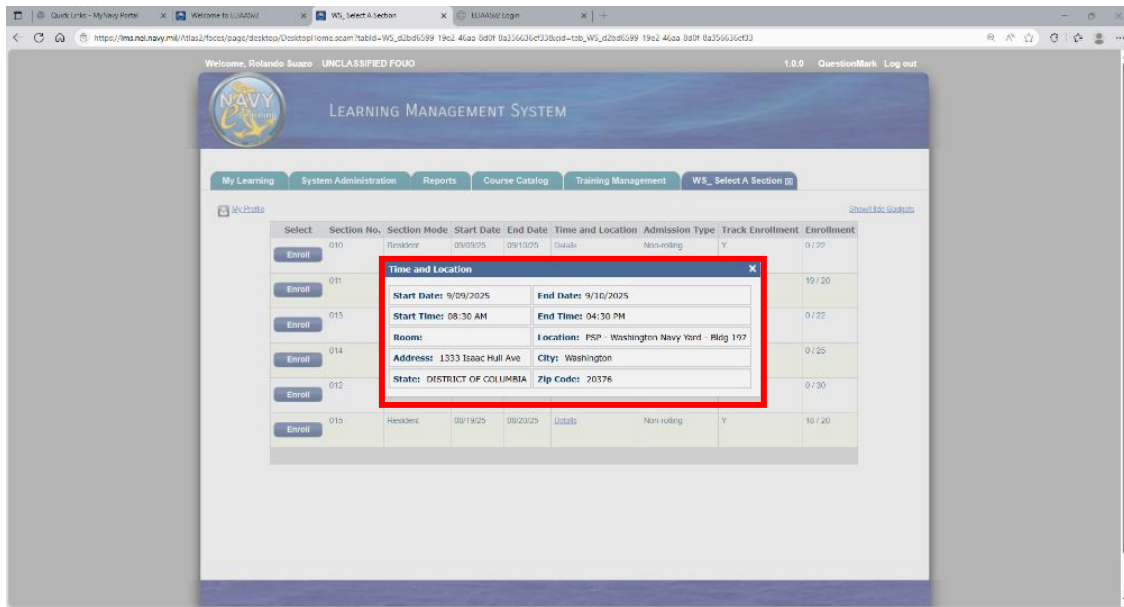 Quick Links - MyNavy Portal
WS_ Select A Section
Welcome, Rolando Suazo UNCLASSIFIED FOUO 1.0.0 QuestionMark Log out
NAVY
LEARNING MANAGEMENT SYSTEM
My Learning System Administration Reports Course Catalog Training Management WS_ Select A Section
My Profile Show/Hide Gadgets
Select Section No. Section Mode Start Date End Date Time and Location Admission Type Track Enrollment Enrollment
Enroll 010 Resident 09/09/25 09/10/25 Details Non-rolling Y 0 / 22
Time and Location
Enroll 011 19 / 20
Start Date: 9/09/2025 End Date: 9/10/2025
Enroll 013 0 / 22
Start Time: 08:30 AM End Time: 04:30 PM
Room: Location: PSP - Washington Navy Yard - Bldg 197
Enroll 014 0 / 25
Address: 1333 Isaac Hull Ave City: Washington
State: DISTRICT OF COLUMBIA Zip Code: 20376
Enroll 012 0 / 30
Enroll 015 Resident 08/19/25 08/20/25 Details Non-rolling Y 18 / 20